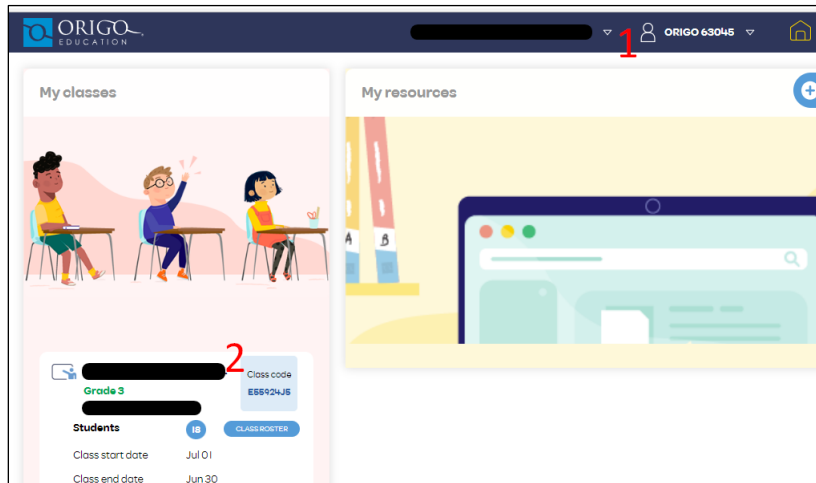 ORIGO
EDUCATION
1
ORIGO 63045
My classes
My resources
A
B
2
Class code
E55924J5
Grade 3
Students
18
CLASS ROSTER
Class start date
Jul 01
Class end date
Jun 30